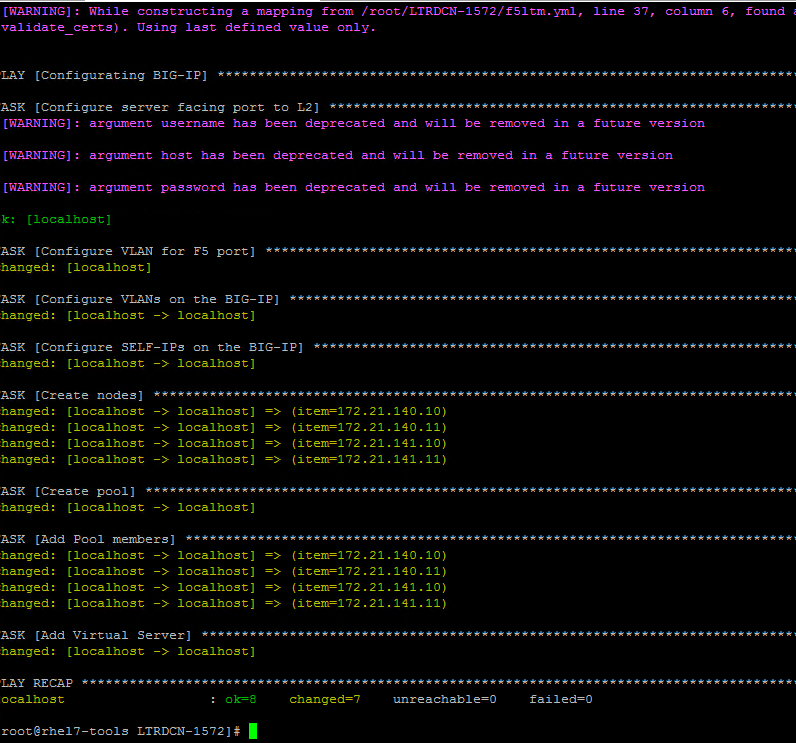 [WARNING]: While constructing a mapping from /root/LTRDCN-1572/f5ltm.yml, line 37, column 6, found a
validate_certs). Using last defined value only.
LAY [Configurating BIG-IP] *************************************************************************
ASK [Configure server facing port to L2] ***********************************************************
[WARNING]: argument username has been deprecated and will be removed in a future version
[WARNING]: argument host has been deprecated and will be removed in a future version
[WARNING]: argument password has been deprecated and will be removed in a future version
k: [localhost]
ASK [Configure VLAN for F5 port] *******************************************************************
hanged: [localhost]
ASK [Configure VLANs on the BIG-IP] ****************************************************************
hanged: [localhost -> localhost]
ASK [Configure SELF-IPs on the BIG-IP] *************************************************************
hanged: [localhost -> localhost]
ASK [Create nodes] *********************************************************************************
hanged: [localhost -> localhost] => (item=172.21.140.10)
hanged: [localhost -> localhost] => (item=172.21.140.11)
hanged: [localhost -> localhost] => (item=172.21.141.10)
hanged: [localhost -> localhost] => (item=172.21.141.11)
ASK [Create pool] **********************************************************************************
hanged: [localhost -> localhost]
ASK [Add Pool members] *****************************************************************************
hanged: [localhost -> localhost] => (item=172.21.140.10)
hanged: [localhost -> localhost] => (item=172.21.140.11)
hanged: [localhost -> localhost] => (item=172.21.141.10)
hanged: [localhost -> localhost] => (item=172.21.141.11)
ASK [Add Virtual Server] ***************************************************************************
hanged: [localhost -> localhost]
LAY RECAP ******************************************************************************************
ocalhost                  : ok=8    changed=7    unreachable=0    failed=0
root@rhel7-tools LTRDCN-1572]#